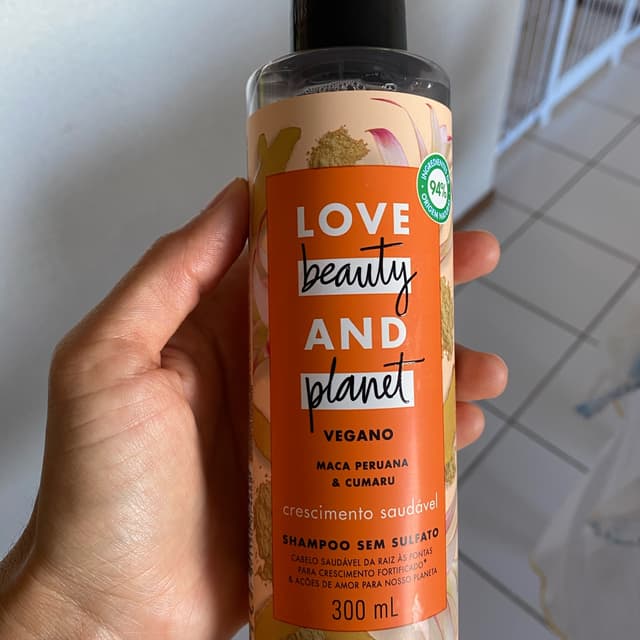 LOVE
beauty
AND
planet
VEGANO
MACA PERUANA
& CUMARU
crescimento saudável
SHAMPOO SEM SULFATO
CABELO SAUDÁVEL DA RAIZ ÀS PONTAS
PARA CRESCIMENTO FORTIFICADO*
& AÇÕES DE AMOR PARA NOSSO PLANETA
300 mL
94%